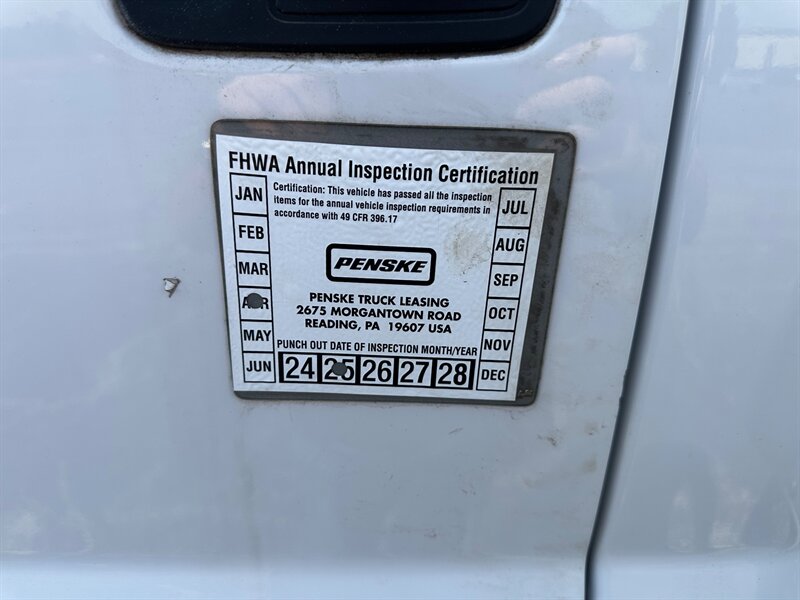 FHWA Annual Inspection Certification
Certification: This vehicle has passed all the inspection
items for the annual vehicle inspection requirements in
accordance with 49 CFR 396.17
JAN
FEB
MAR
APR
MAY
JUN
PENSKE
PENSKE TRUCK LEASING
2675 MORGANTOWN ROAD
READING, PA 19607 USA
PUNCH OUT DATE OF INSPECTION MONTH/YEAR
24 25 26 27 28
JUL
AUG
SEP
OCT
NOV
DEC